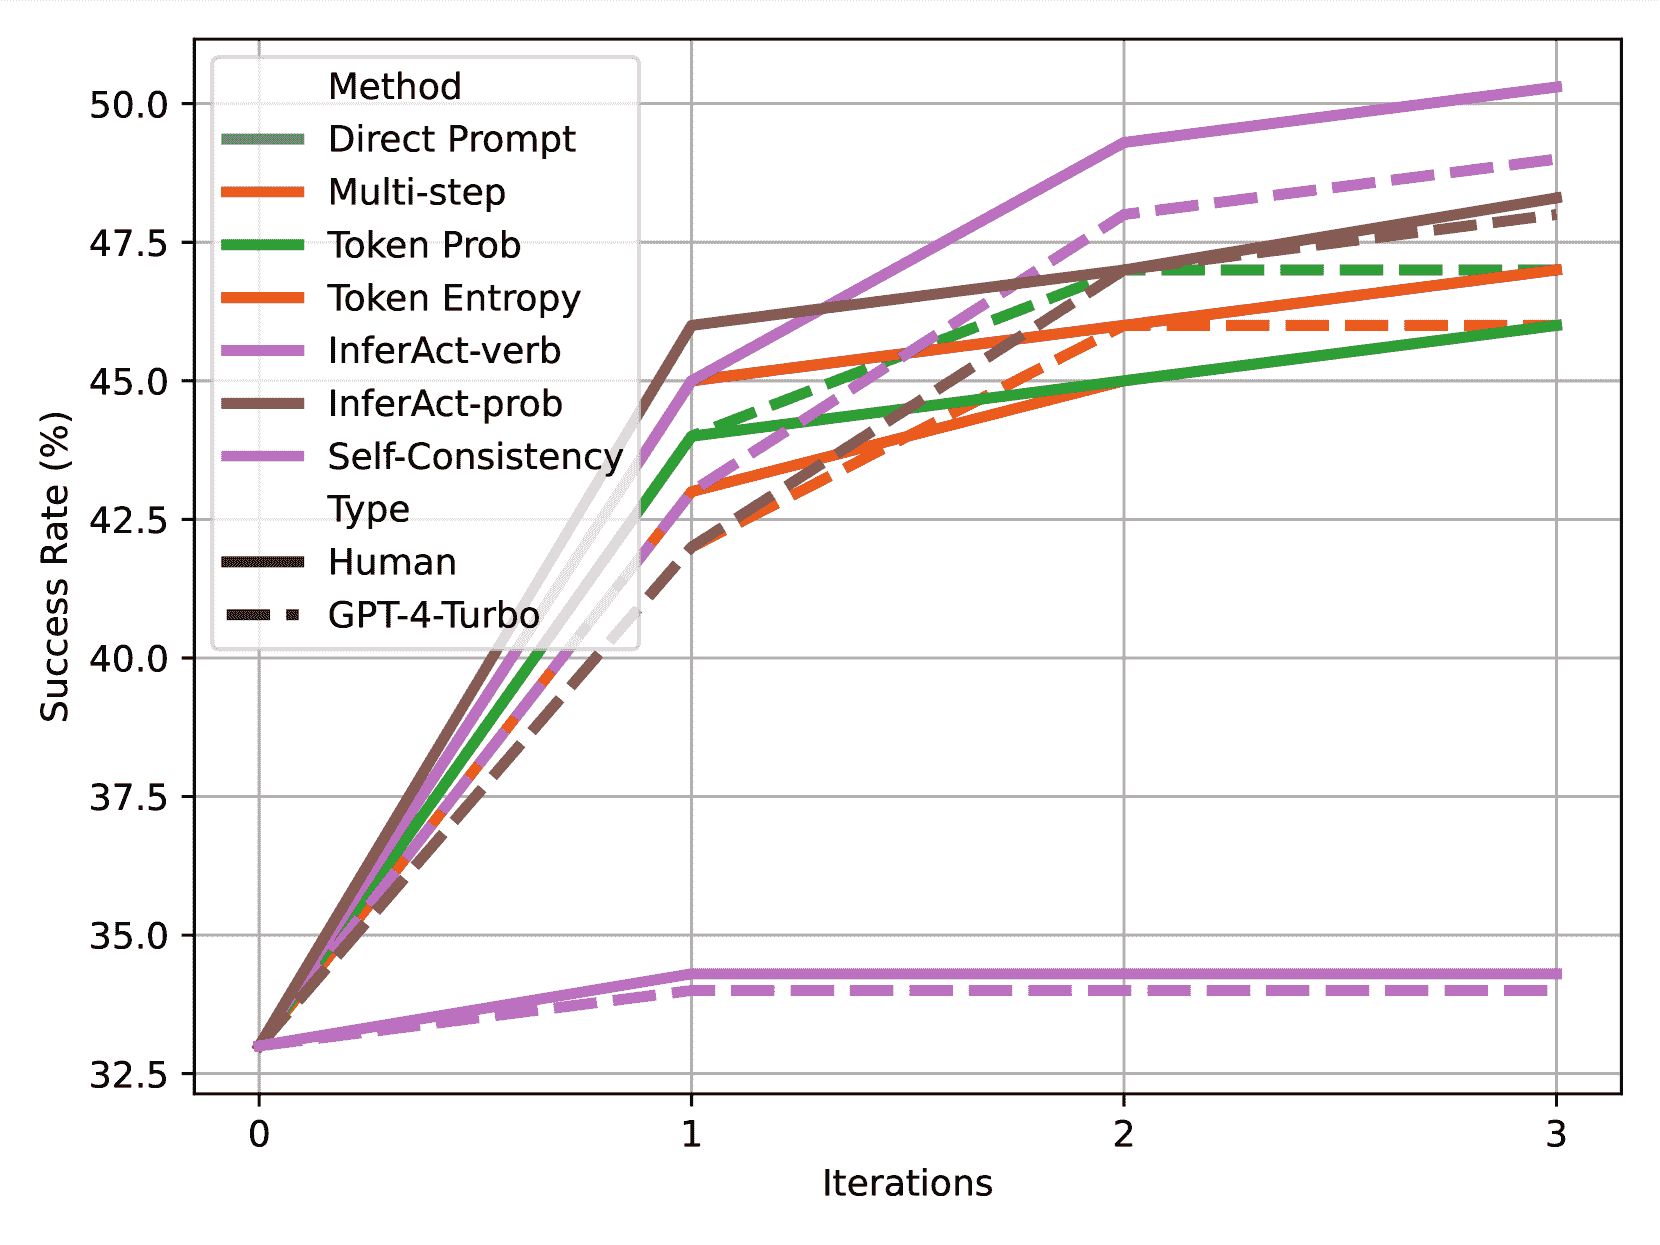 Method
Direct Prompt
Multi-step
Token Prob
Token Entropy
InferAct-verb
InferAct-prob
Self-Consistency
Type
Human
GPT-4-Turbo
50.0
47.5
45.0
42.5
40.0
37.5
35.0
32.5
Success Rate (%)
0 1 2 3
Iterations